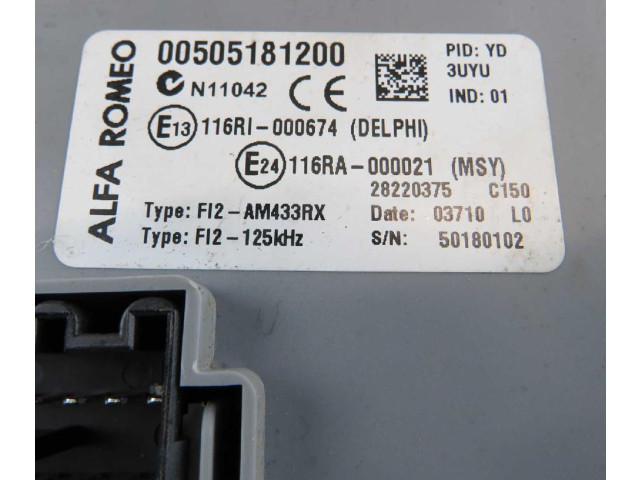 ALFA ROMEO
00505181200
PID: YD
3UYU
N11042 CE
IND: 01
E13 116RI-000674 (DELPHI)
E24 116RA-000021 (MSY)
28220375 C150
Type: FI2-AM433RX Date: 03710 L0
Type: FI2-125kHz S/N: 50180102